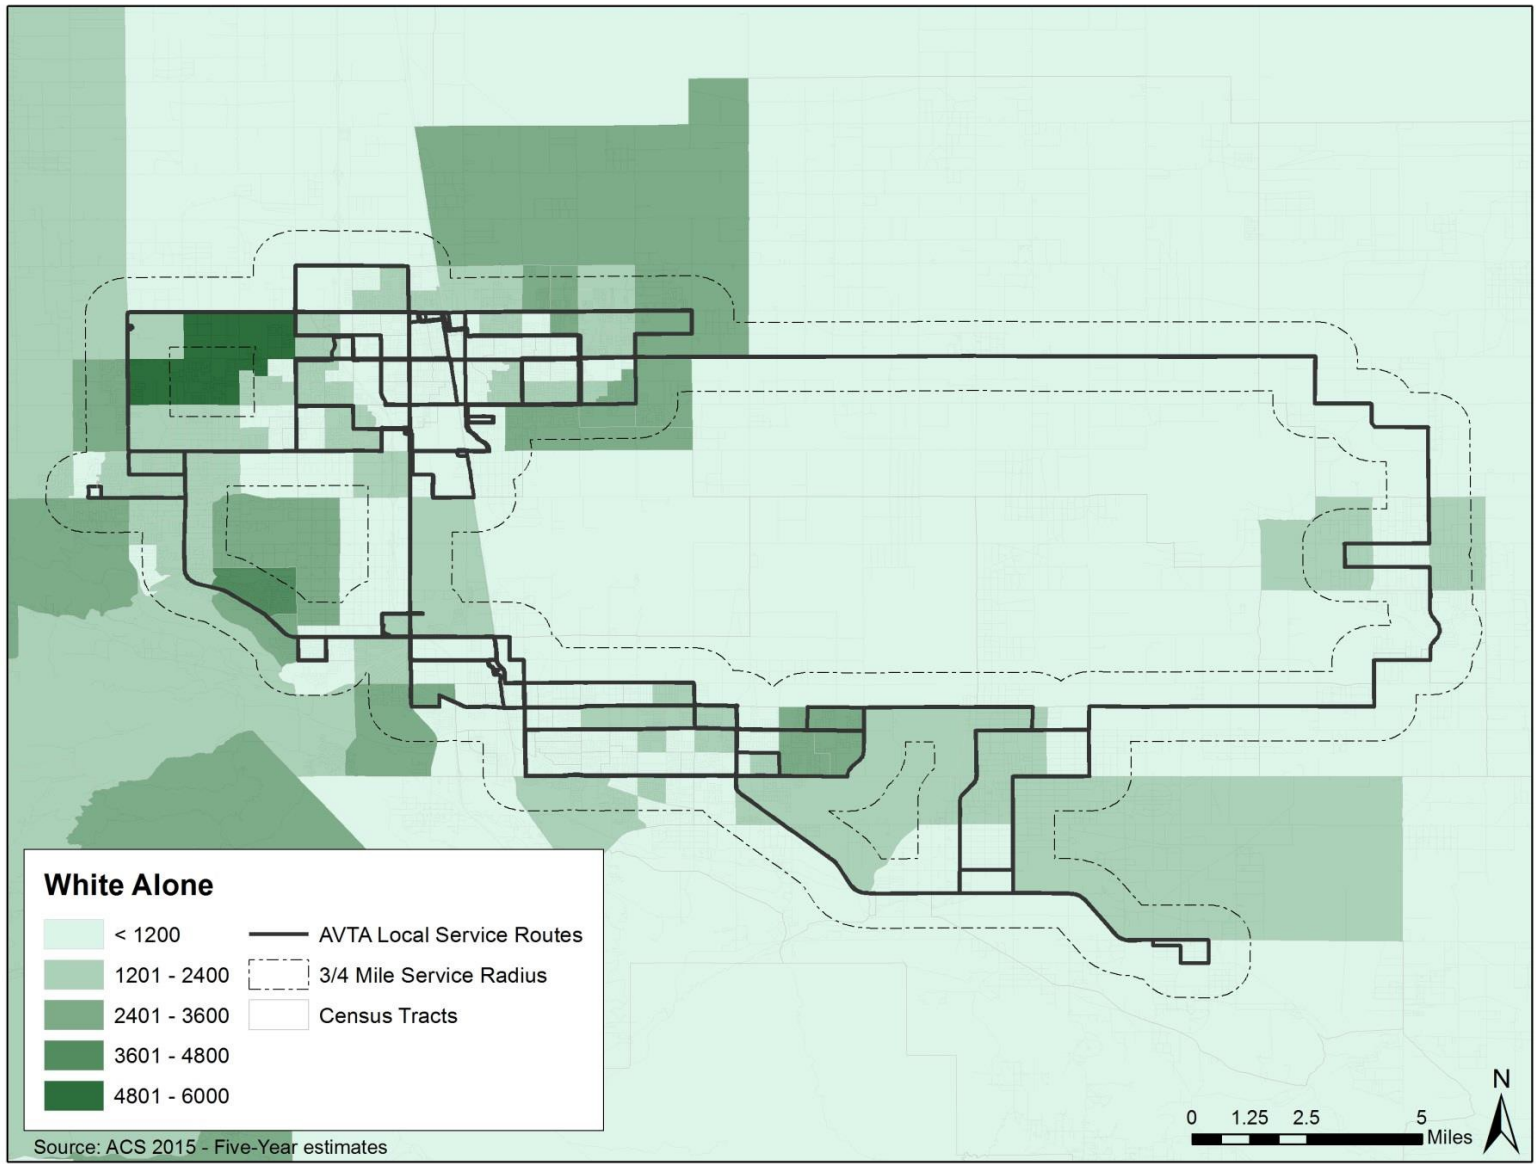 White Alone
< 1200
AVTA Local Service Routes
1201 - 2400
3/4 Mile Service Radius
2401 - 3600
Census Tracts
3601 - 4800
4801 - 6000
Source: ACS 2015 - Five-Year estimates
N
0 1.25 2.5 5
Miles